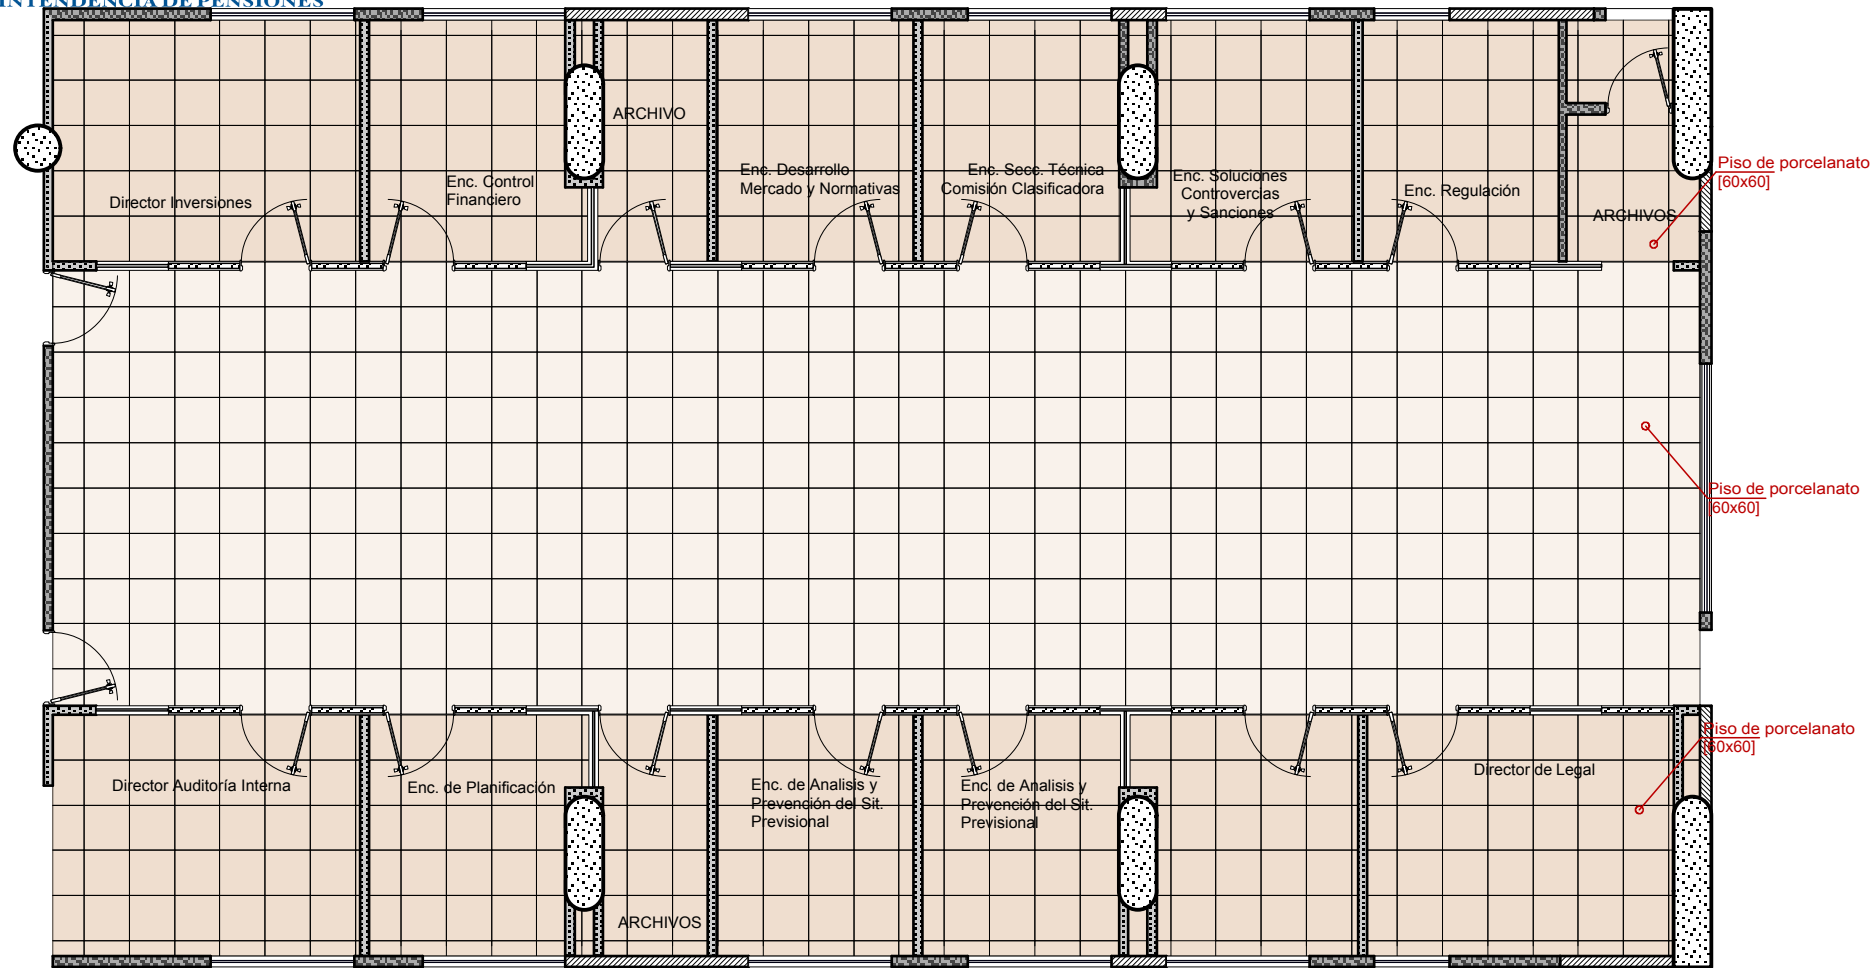 INTENDENCIA DE PENSIONES
ARCHIVO
Director Inversiones
Enc. Control
Financiero
Enc. Desarrollo
Mercado y Normativas
Enc. Secc. Técnica
Comisión Clasificadora
Enc. Soluciones
Controvercias
y Sanciones
Enc. Regulación
ARCHIVOS
Piso de porcelanato
[60x60]
Piso de porcelanato
[60x60]
Piso de porcelanato
[60x60]
Director Auditoría Interna
Enc. de Planificación
ARCHIVOS
Enc. de Analisis y
Prevención del Sit.
Previsional
Enc. de Analisis y
Prevención del Sit.
Previsional
Director de Legal